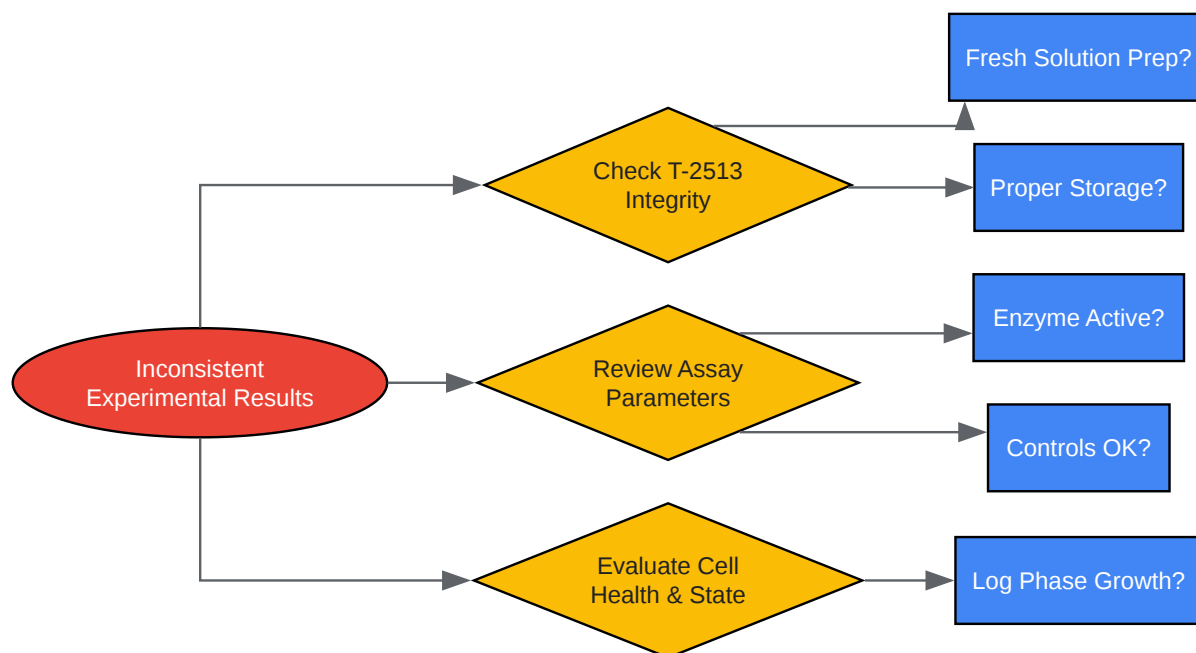 Fresh Solution Prep?
Check T-2513
Integrity
Proper Storage?
Enzyme Active?
Inconsistent
Experimental Results
Review Assay
Parameters
Controls OK?
Evaluate Cell
Health & State
Log Phase Growth?